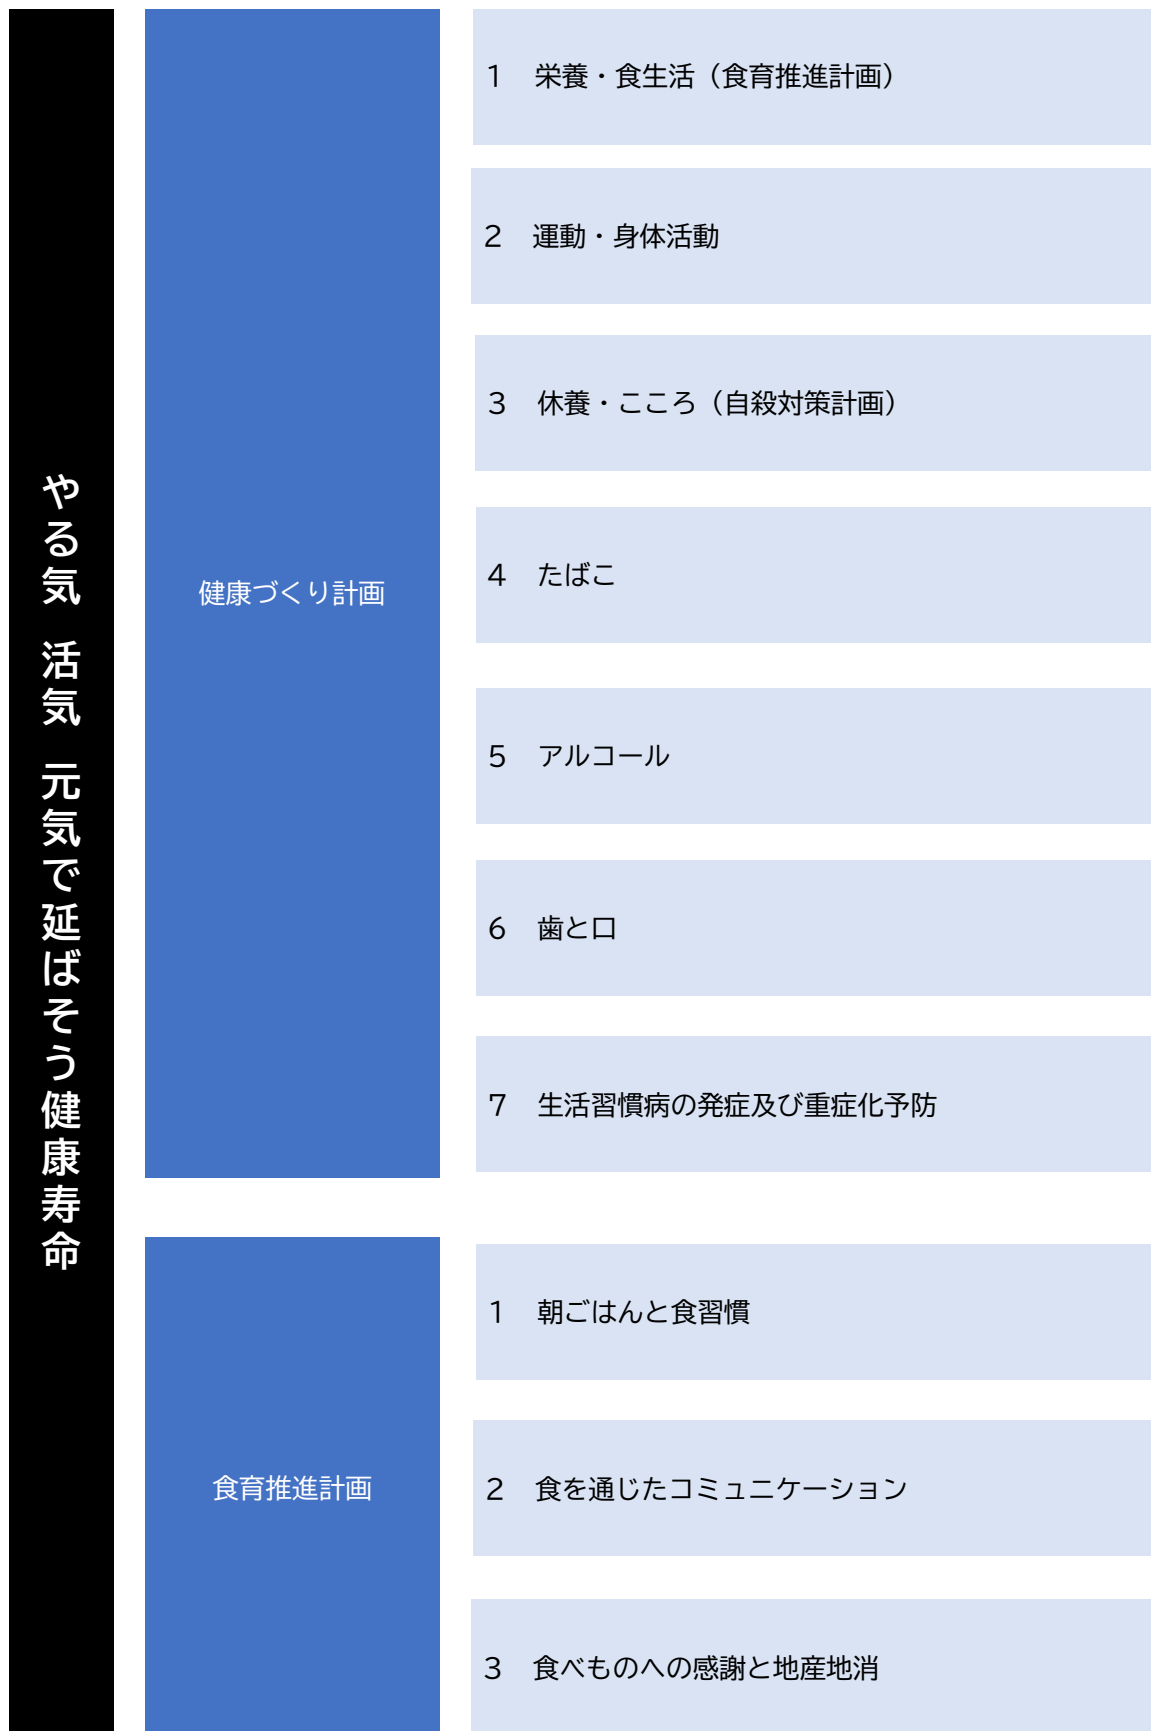 やる気 活気 元気で延ばそう健康寿命
健康づくり計画
1 栄養・食生活（食育推進計画）
2 運動・身体活動
3 休養・こころ（自殺対策計画）
4 たばこ
5 アルコール
6 歯と口
7 生活習慣病の発症及び重症化予防
食育推進計画
1 朝ごはんと食習慣
2 食を通じたコミュニケーション
3 食べものへの感謝と地産地消